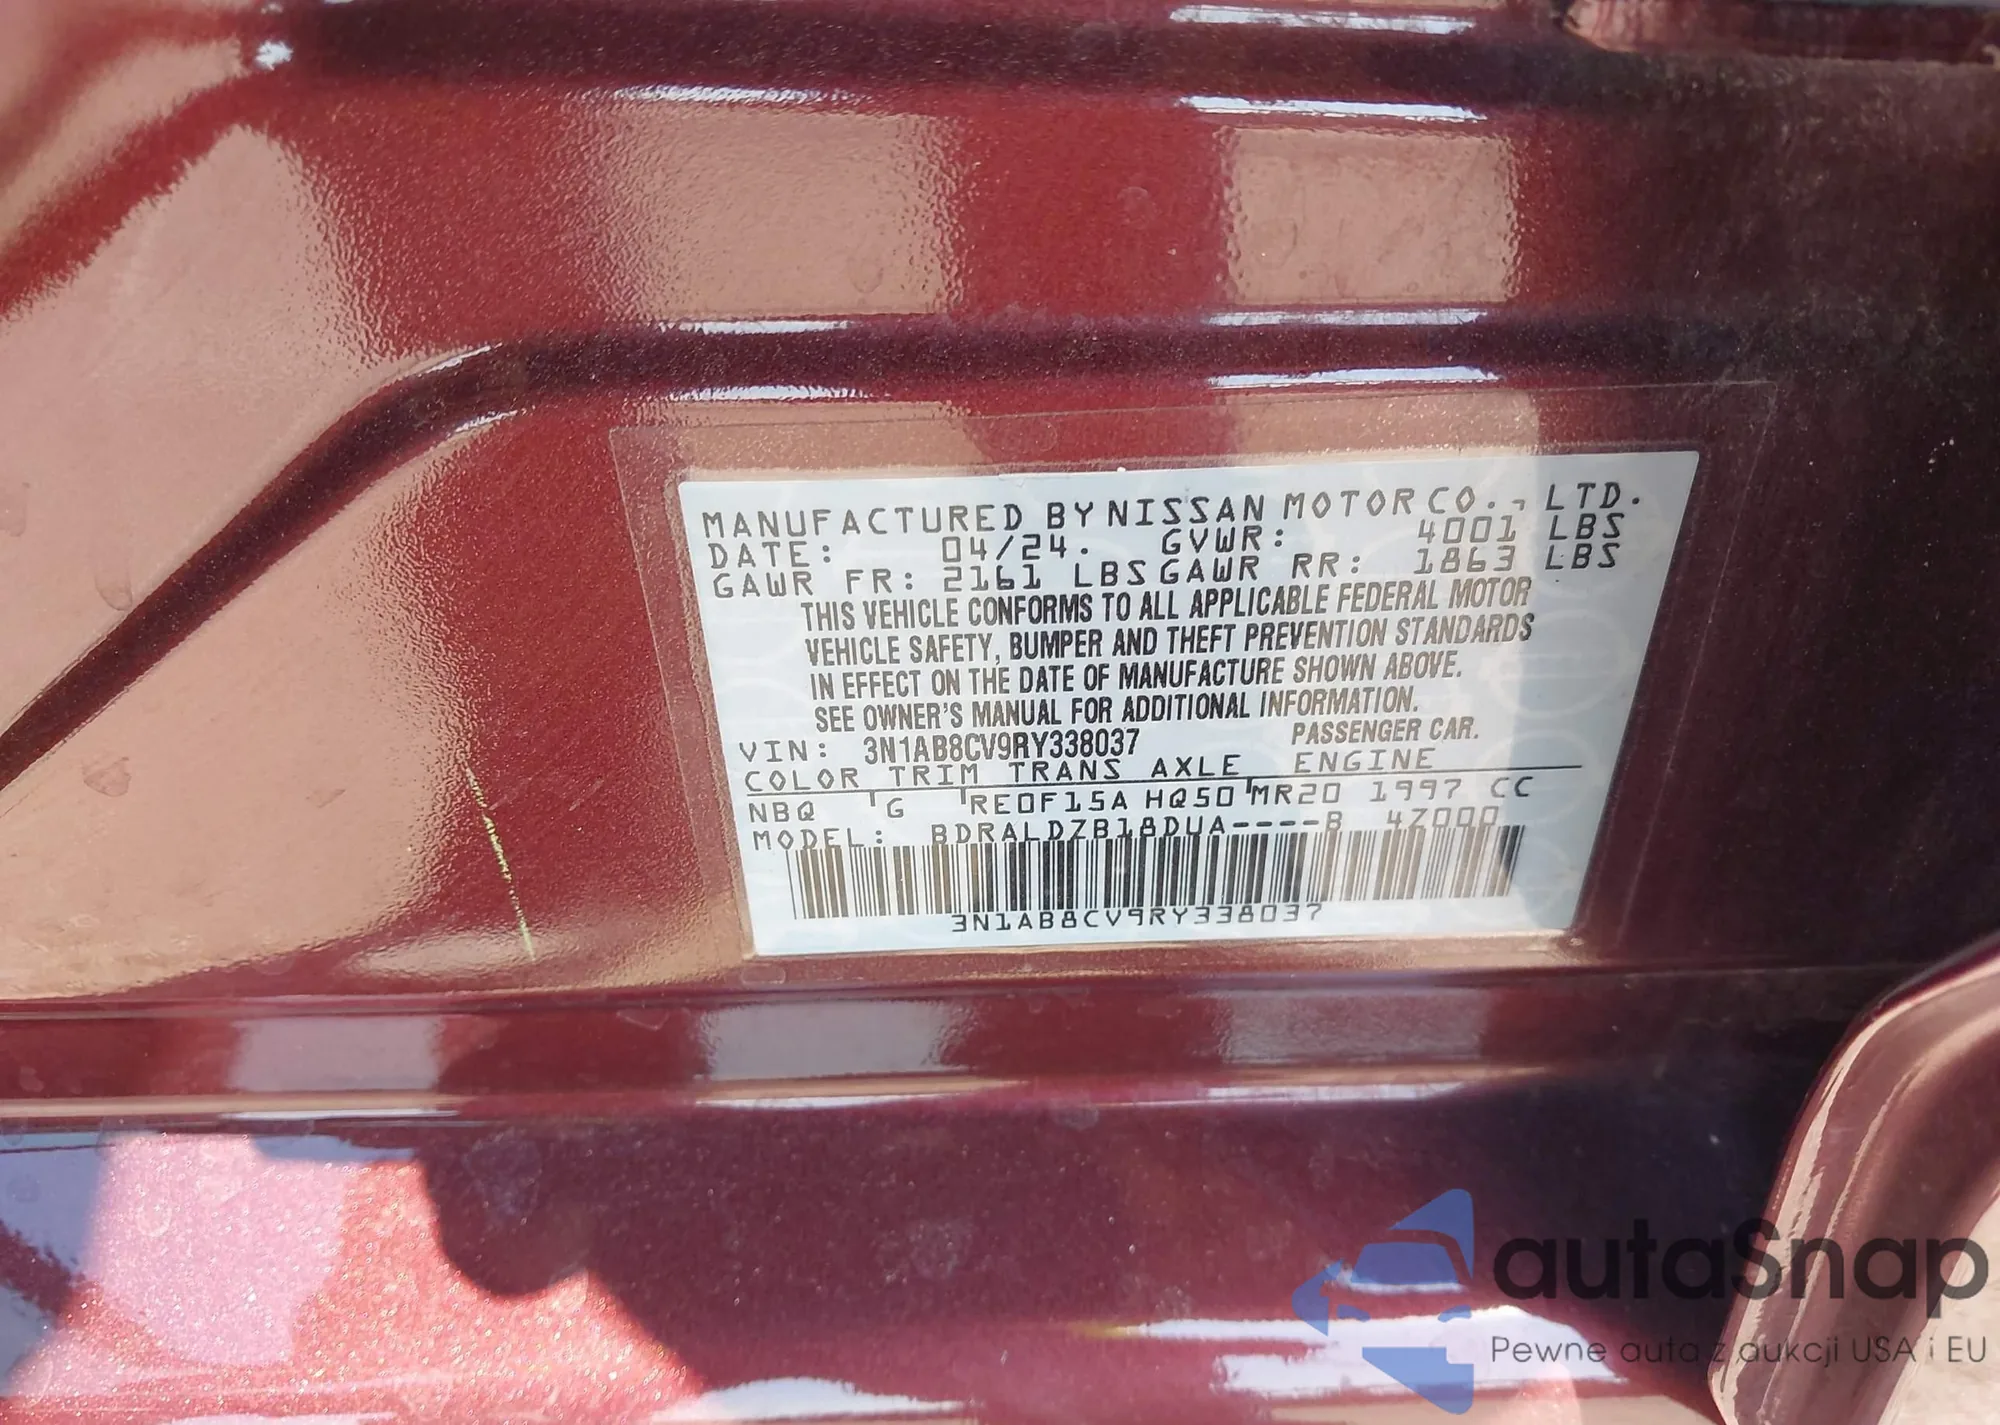 MANUFACTURED BY NISSAN MOTOR CO., LTD.
DATE: 04/24. GVWR: 4001 LBS
GAWR FR: 2161 LBS GAWR RR: 1863 LBS
THIS VEHICLE CONFORMS TO ALL APPLICABLE FEDERAL MOTOR
VEHICLE SAFETY, BUMPER AND THEFT PREVENTION STANDARDS
IN EFFECT ON THE DATE OF MANUFACTURE SHOWN ABOVE.
SEE OWNER'S MANUAL FOR ADDITIONAL INFORMATION.
VIN: 3N1AB8CV9RY338037 PASSENGER CAR.
COLOR TRIM TRANS AXLE ENGINE
NBQ G RE0F15A HQ50 MR20 1997 CC
MODEL: BDRALDZB18DUA----B 4Z000
3N1AB8CV9RY338037
autaSnap
Pewne auta z aukcji USA i EU